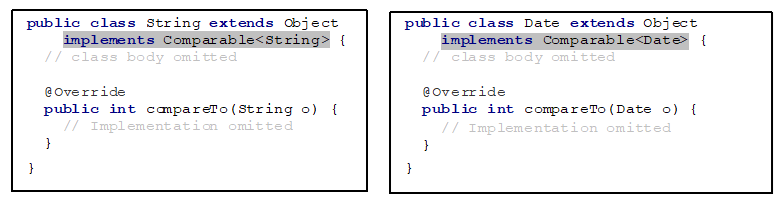 public class String extends Object
implements Comparable<String> {
// class body omitted
@Override
public int compareTo(String o) {
// Implementation omitted
}
}
public class Date extends Object
implements Comparable<Date> {
// class body omitted
@Override
public int compareTo(Date o) {
// Implementation omitted
}
}